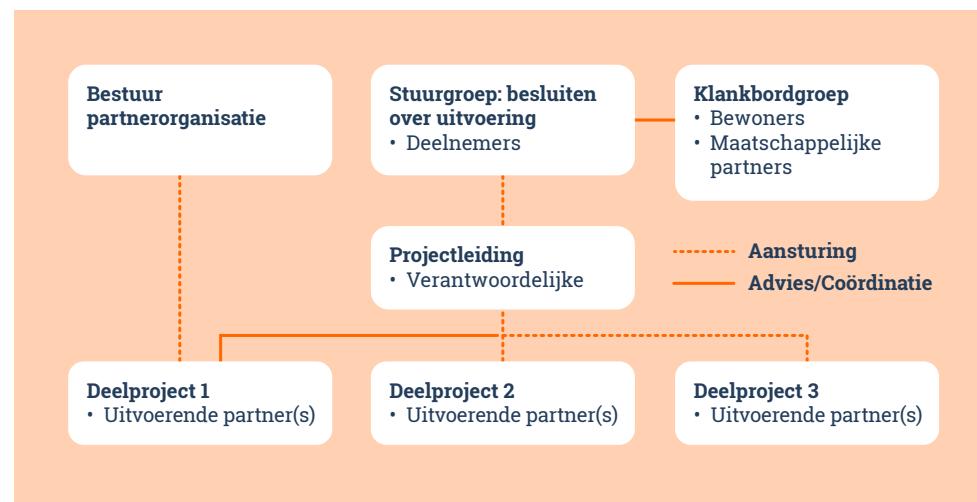 Bestuur
partnerorganisatie
Stuurgroep: besluiten
over uitvoering
• Deelnemers
Klankbordgroep
• Bewoners
• Maatschappelijke
partners
Projectleiding
• Verantwoordelijke
Aansturing
Advies/Coördinatie
Deelproject 1
• Uitvoerende partner(s)
Deelproject 2
• Uitvoerende partner(s)
Deelproject 3
• Uitvoerende partner(s)